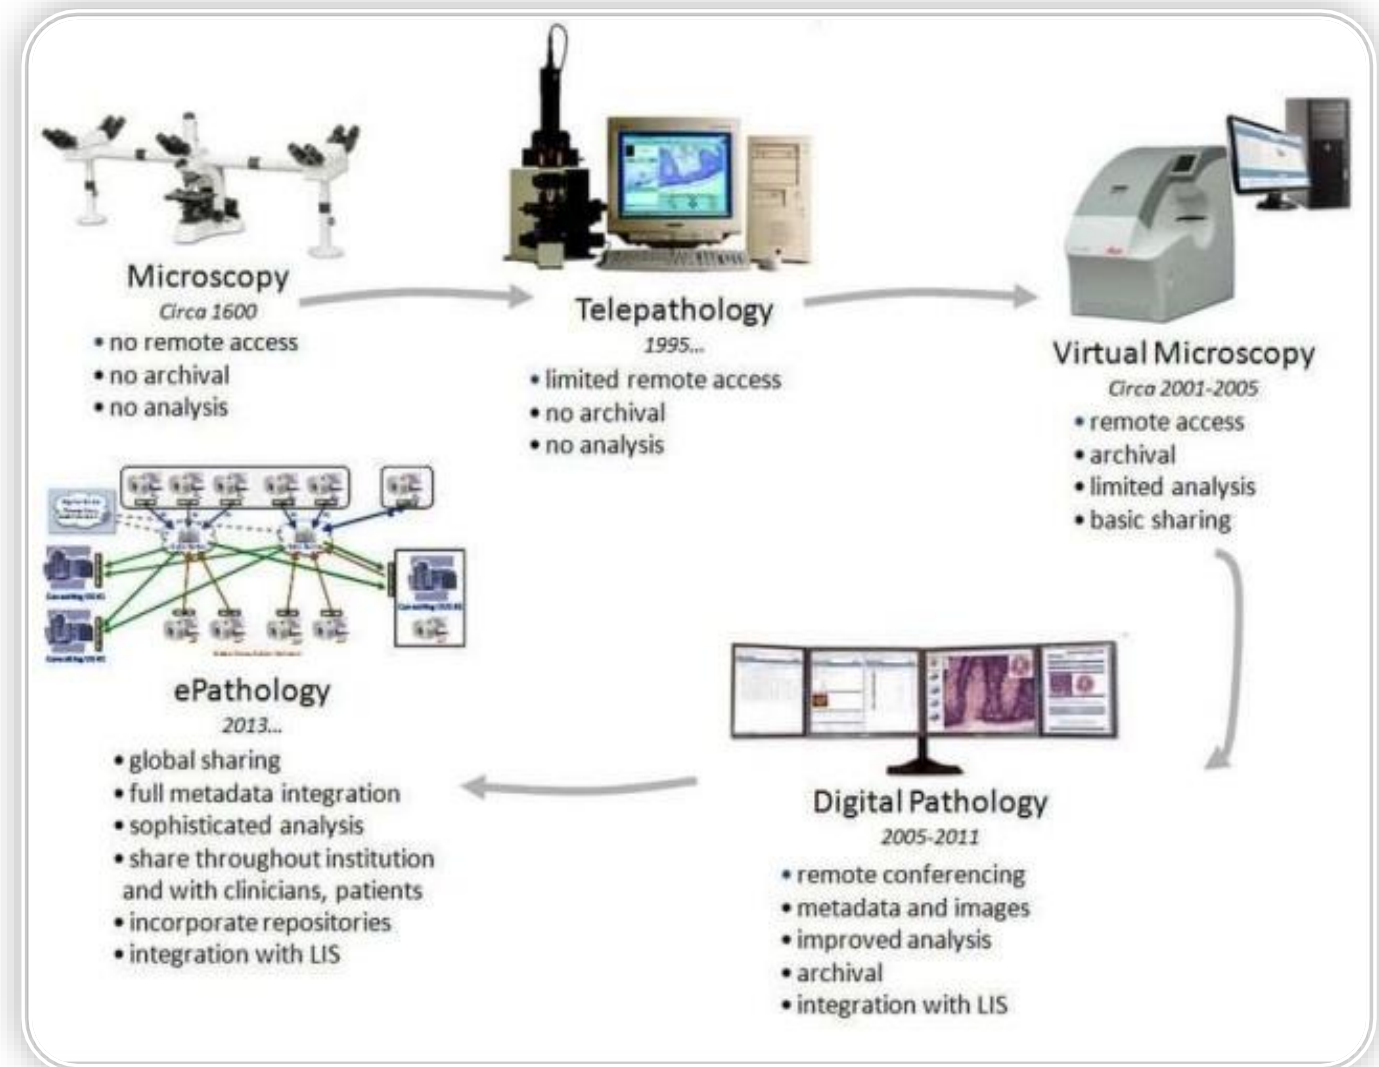 Microscopy
Circa 1600
• no remote access
• no archival
• no analysis
Telepathology
1995...
• limited remote access
• no archival
• no analysis
Virtual Microscopy
Circa 2001-2005
• remote access
• archival
• limited analysis
• basic sharing
Digital Pathology
2005-2011
• remote conferencing
• metadata and images
• improved analysis
• archival
• integration with LIS
ePathology
2013...
• global sharing
• full metadata integration
• sophisticated analysis
• share throughout institution
and with clinicians, patients
• incorporate repositories
• integration with LIS